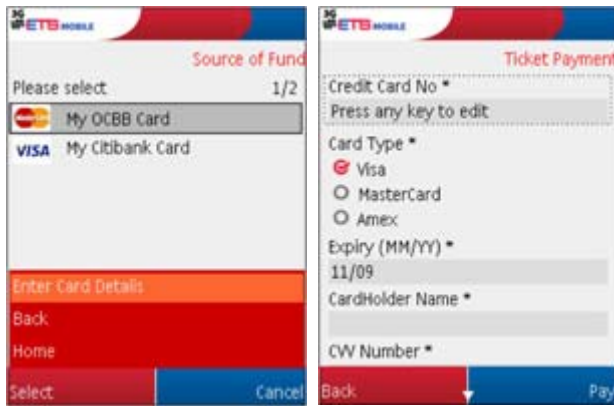 ETS MOBILE
Source of Fund
Please select 1/2
My OCBB Card
VISA My Citibank Card
Enter Card Details
Back
Home
Select Cancel
ETS MOBILE
Ticket Payment
Credit Card No *
Press any key to edit
Card Type *
Visa
MasterCard
Amex
Expiry (MM/YY) *
11/09
CardHolder Name *
CVV Number *
Back Pay